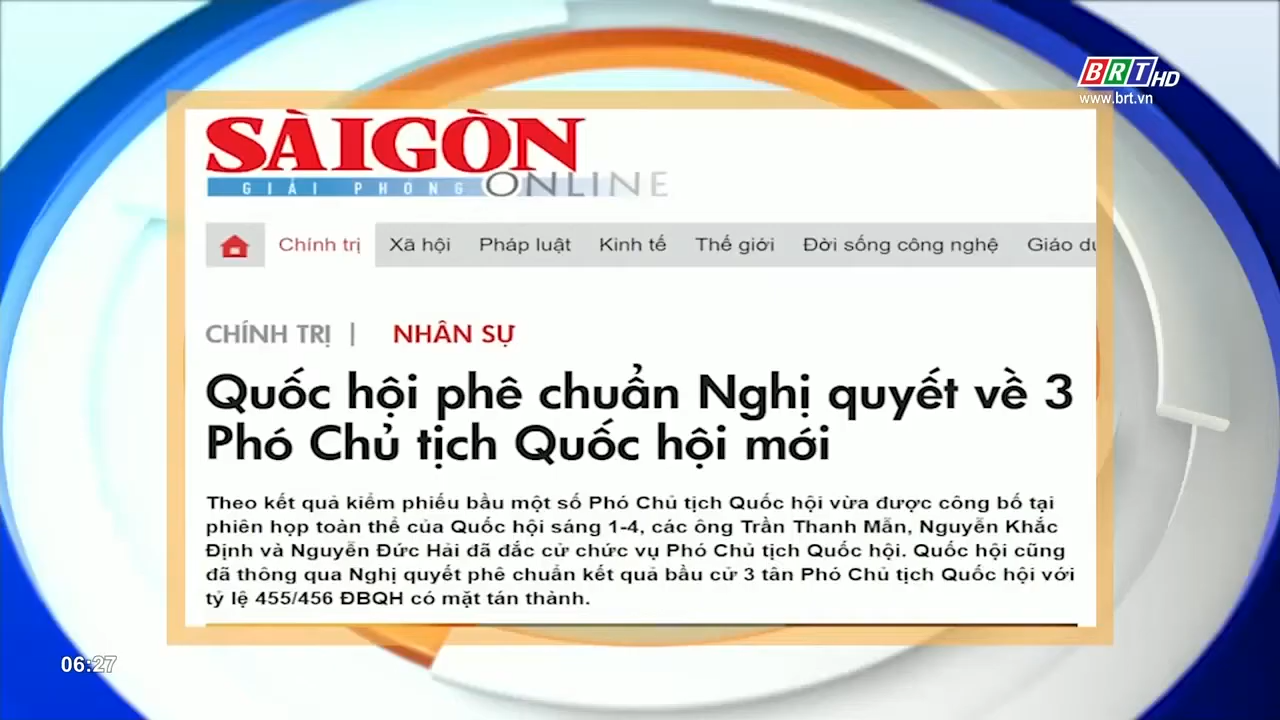 BRT HD
www.brt.vn
SÀI GÒN
GIẢI PHÓNG ONLINE
Chính trị Xã hội Pháp luật Kinh tế Thế giới Đời sống công nghệ Giáo dụ
CHÍNH TRỊ | NHÂN SỰ
Quốc hội phê chuẩn Nghị quyết về 3
Phó Chủ tịch Quốc hội mới
Theo kết quả kiểm phiếu bầu một số Phó Chủ tịch Quốc hội vừa được công bố tại
phiên họp toàn thể của Quốc hội sáng 1-4, các ông Trần Thanh Mẫn, Nguyễn Khắc
Định và Nguyễn Đức Hải đã đắc cử chức vụ Phó Chủ tịch Quốc hội. Quốc hội cũng
đã thông qua Nghị quyết phê chuẩn kết quả bầu cử 3 tân Phó Chủ tịch Quốc hội với
tỷ lệ 455/456 ĐBQH có mặt tán thành.
06:27